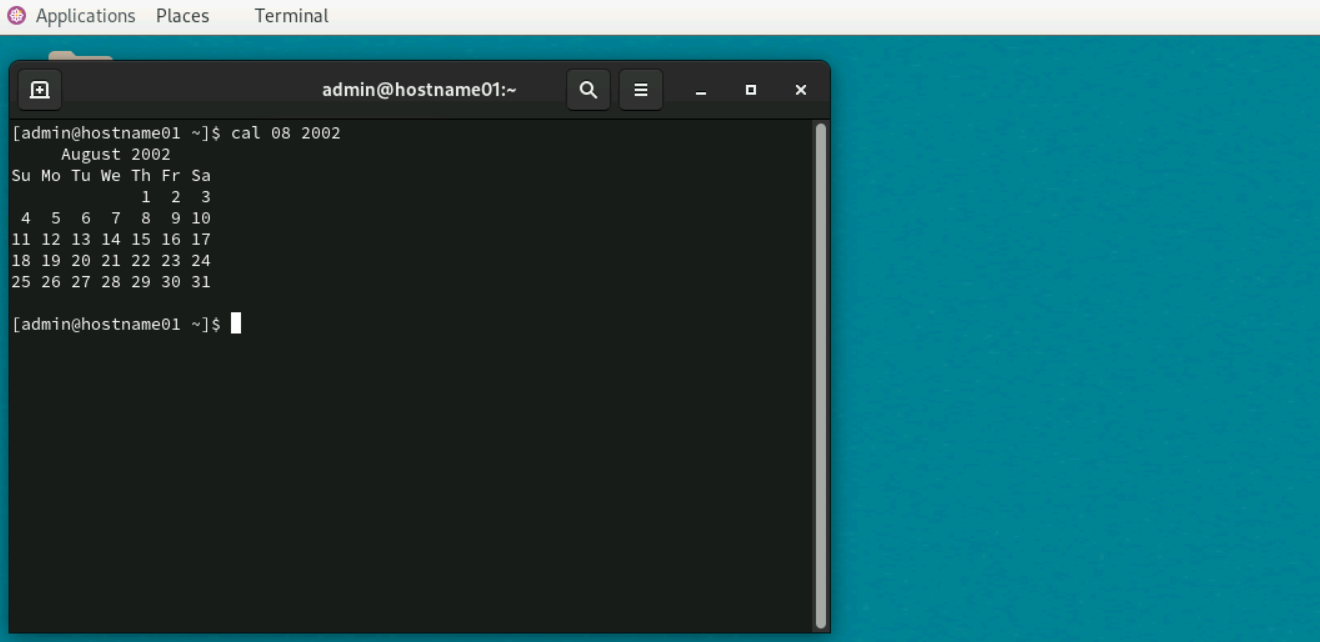 Applications Places Terminal
admin@hostname01:~
[admin@hostname01 ~]$ cal 08 2002
     August 2002
Su Mo Tu We Th Fr Sa
             1  2  3
 4  5  6  7  8  9 10
11 12 13 14 15 16 17
18 19 20 21 22 23 24
25 26 27 28 29 30 31
[admin@hostname01 ~]$